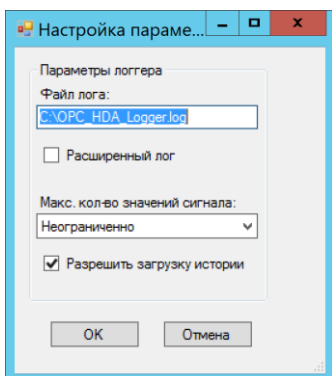 Настройка параме...
Параметры логгера
Файл лога:
C:\OPC_HDA_Logger.log
Расширенный лог
Макс. кол-во значений сигнала:
Неограниченно
Разрешить загрузку истории
OK
Отмена